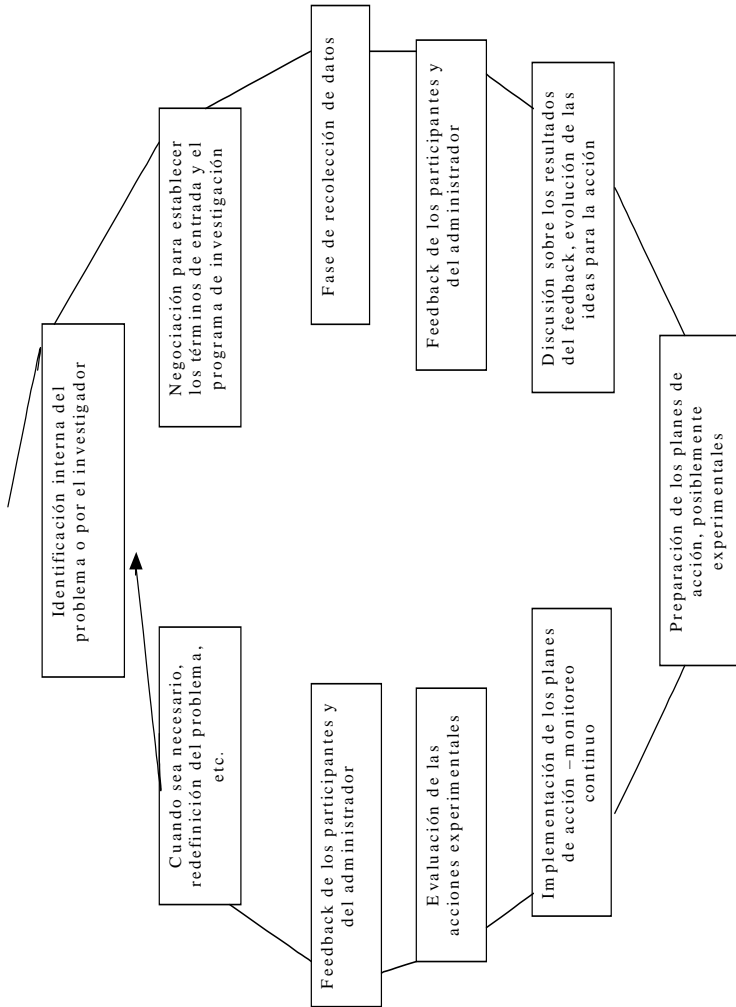 Identificación interna del
problema o por el investigador
Negociación para establecer
los términos de entrada y el
programa de investigación
Fase de recolección de datos
Feedback de los participantes y
del administrador
Discusión sobre los resultados
del feedback, evolución de las
ideas para la acción
Preparación de los planes de
acción, posiblemente
experimentales
Implementación de los planes
de acción – monitoreo
continuo
Evaluación de las
acciones experimentales
Feedback de los participantes y
del administrador
Cuando sea necesario,
redefinición del problema,
etc.